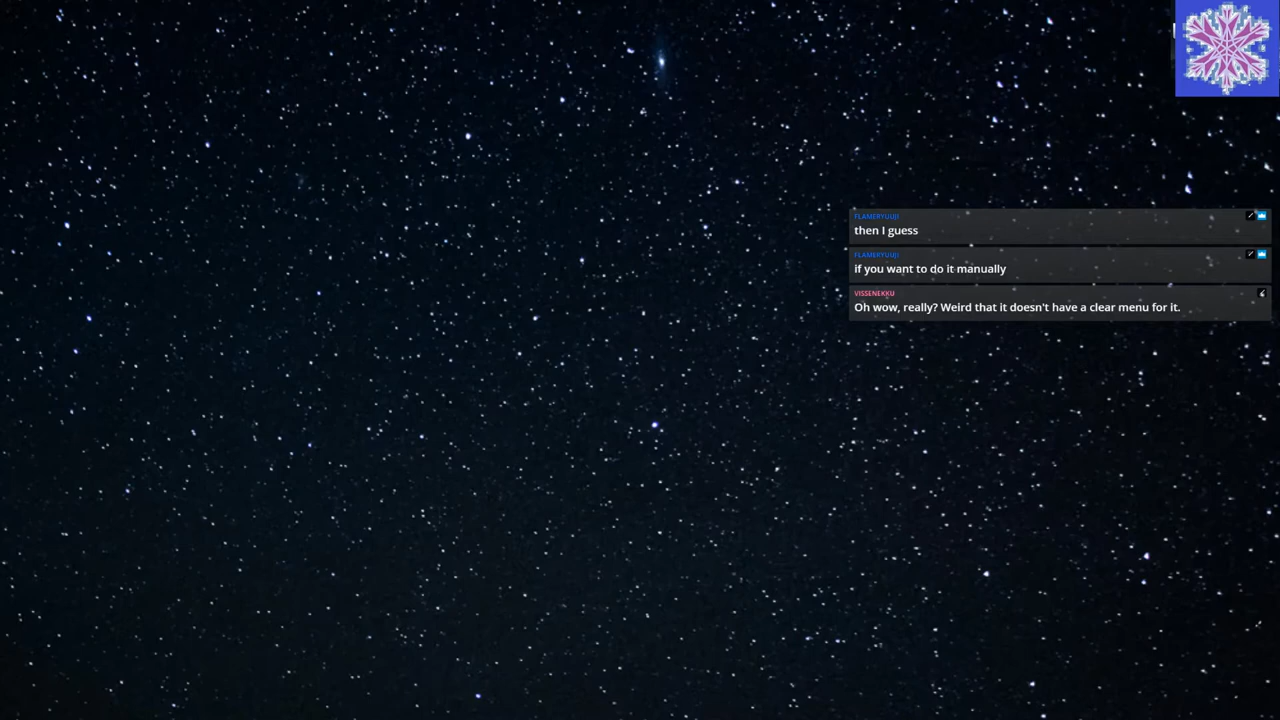 FLAMERYUUJI
then I guess
FLAMERYUUJI
if you want to do it manually
VISSENEKKU
Oh wow, really? Weird that it doesn't have a clear menu for it.